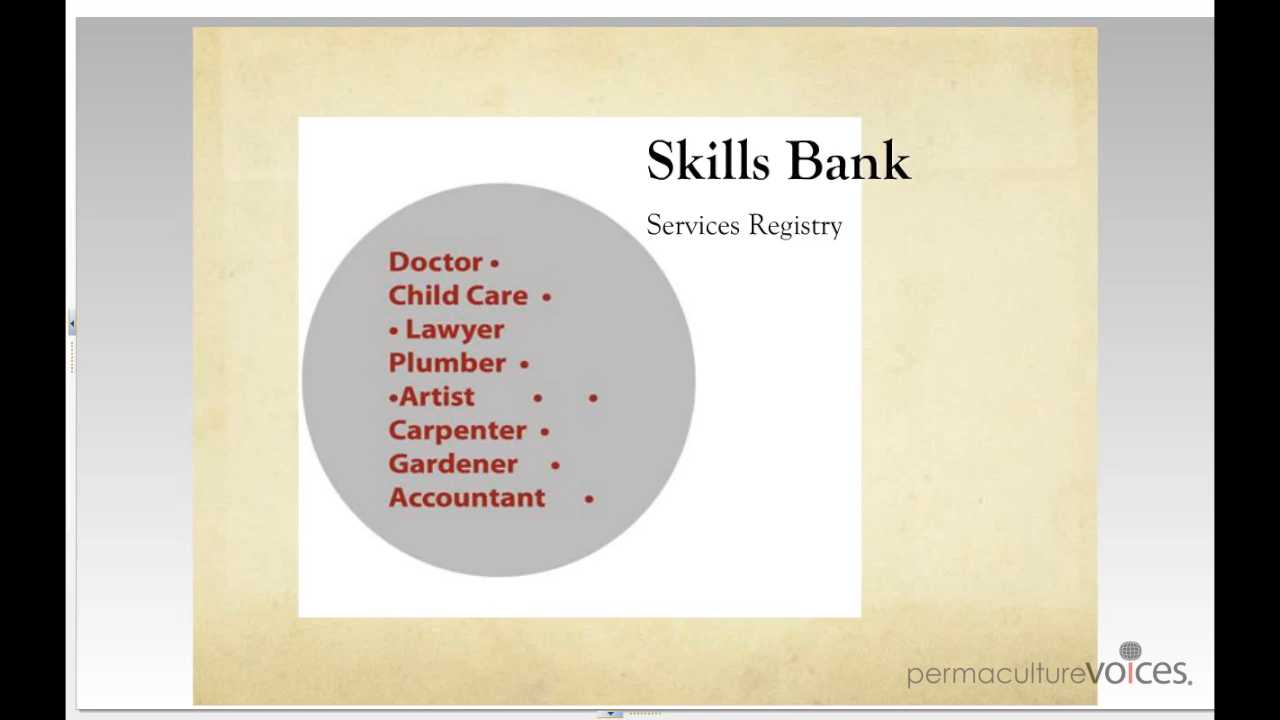 Skills Bank
Services Registry
Doctor •
Child Care •
• Lawyer
Plumber •
•Artist • •
Carpenter •
Gardener •
Accountant •
permacultureVOICES.